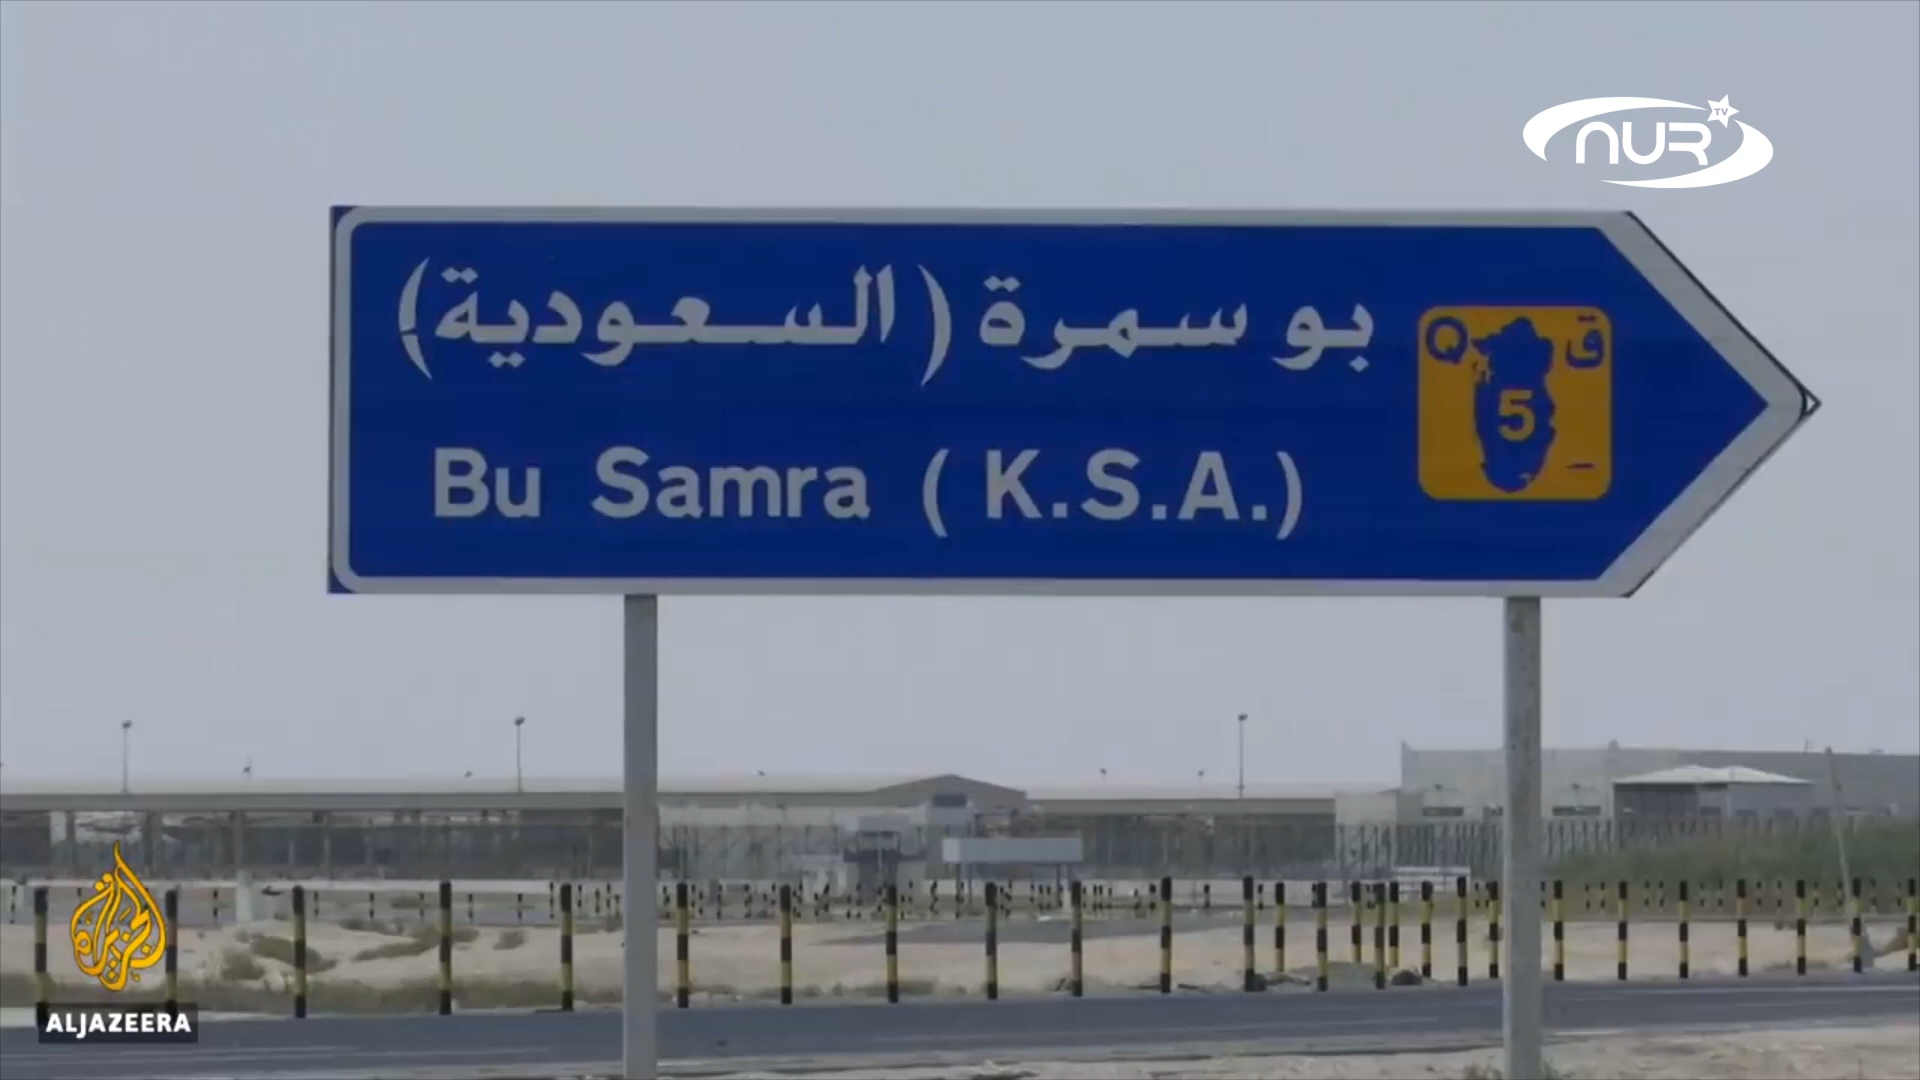 NUR TV
بو سمرة (السعودية)
Bu Samra (K.S.A.)
Q ق
5
الجزيرة
ALJAZEERA